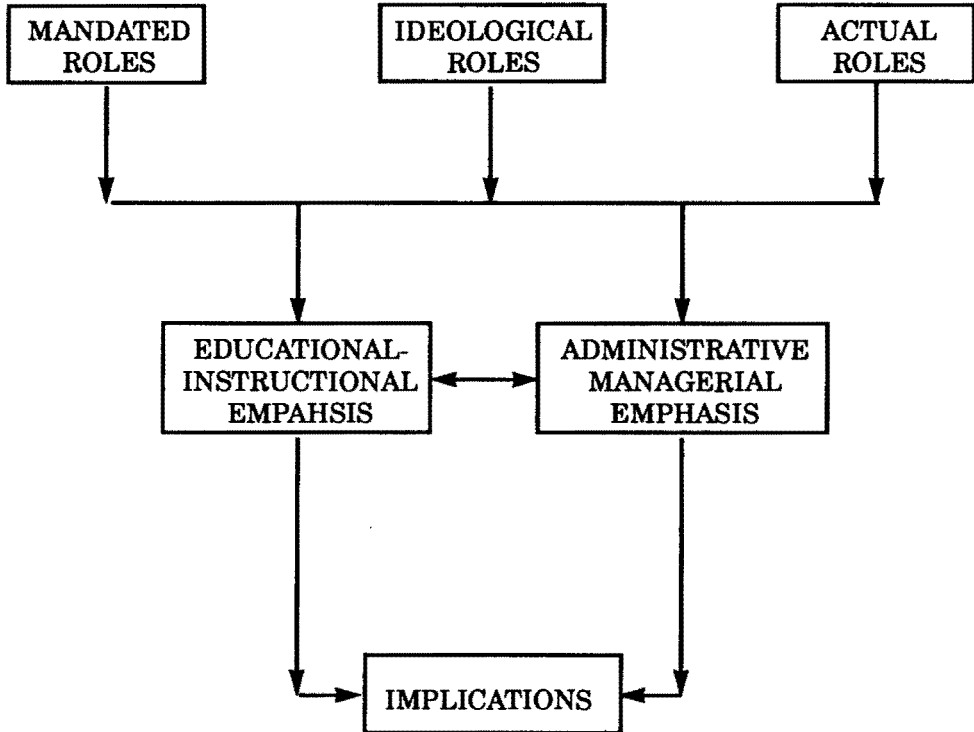 MANDATED
ROLES
IDEOLOGICAL
ROLES
ACTUAL
ROLES
EDUCATIONAL-
INSTRUCTIONAL
EMPAHSIS
ADMINISTRATIVE
MANAGERIAL
EMPHASIS
IMPLICATIONS